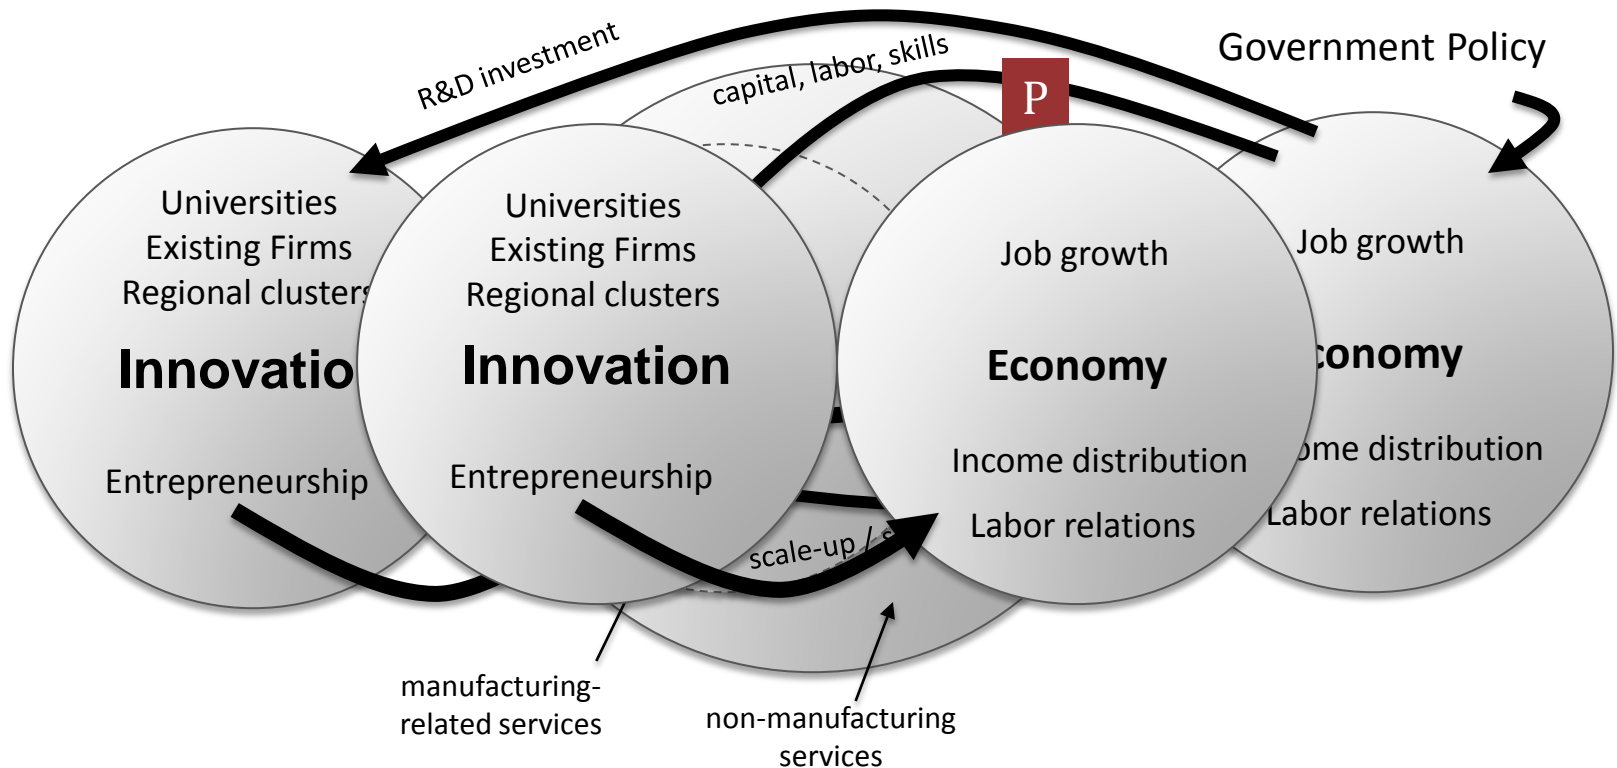 R&D investment
capital, labor, skills
Government Policy
P
Universities
Existing Firms
Regional clusters
Innovatio
Entrepreneurship
Universities
Existing Firms
Regional clusters
Innovation
Entrepreneurship
Job growth
Economy
Income distribution
Labor relations
Job growth
conomy
ome distribution
Labor relations
scale-up / s
manufacturing-
related services
non-manufacturing
services